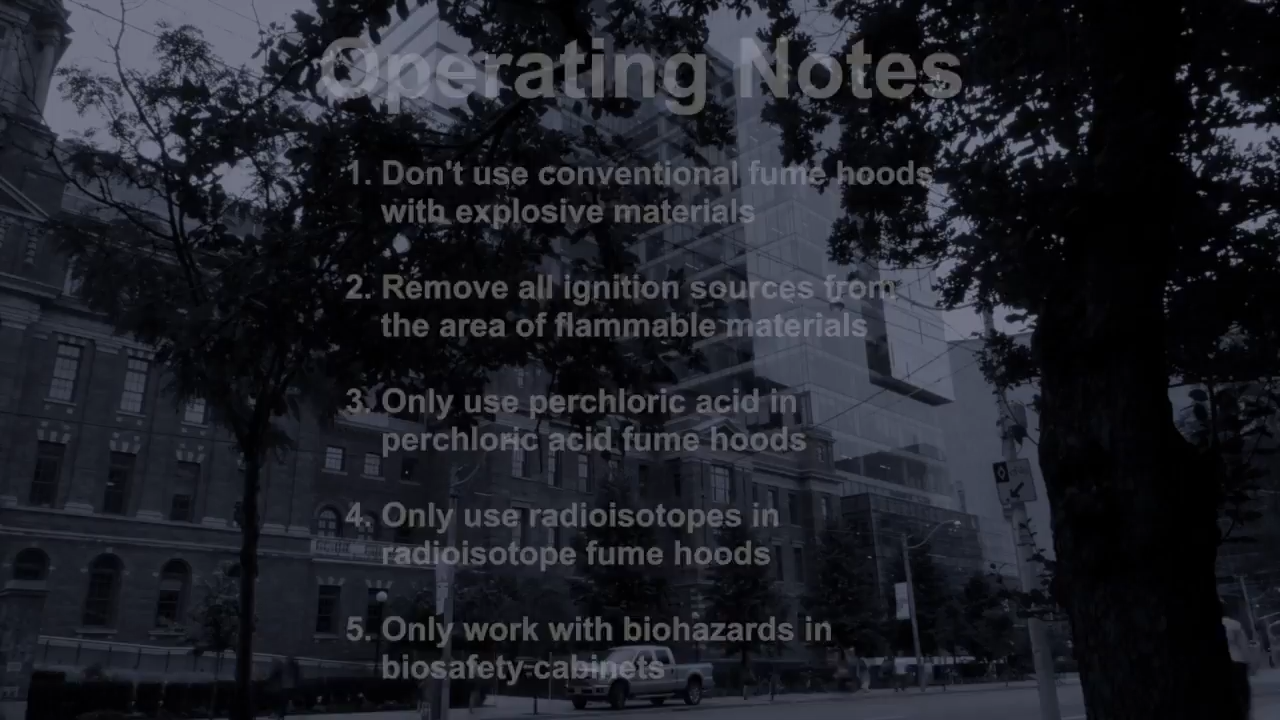 Operating Notes
1. Don't use conventional fume hoods
with explosive materials
2. Remove all ignition sources from
the area of flammable materials
3. Only use perchloric acid in
perchloric acid fume hoods
4. Only use radioisotopes in
radioisotope fume hoods
5. Only work with biohazards in
biosafety cabinets